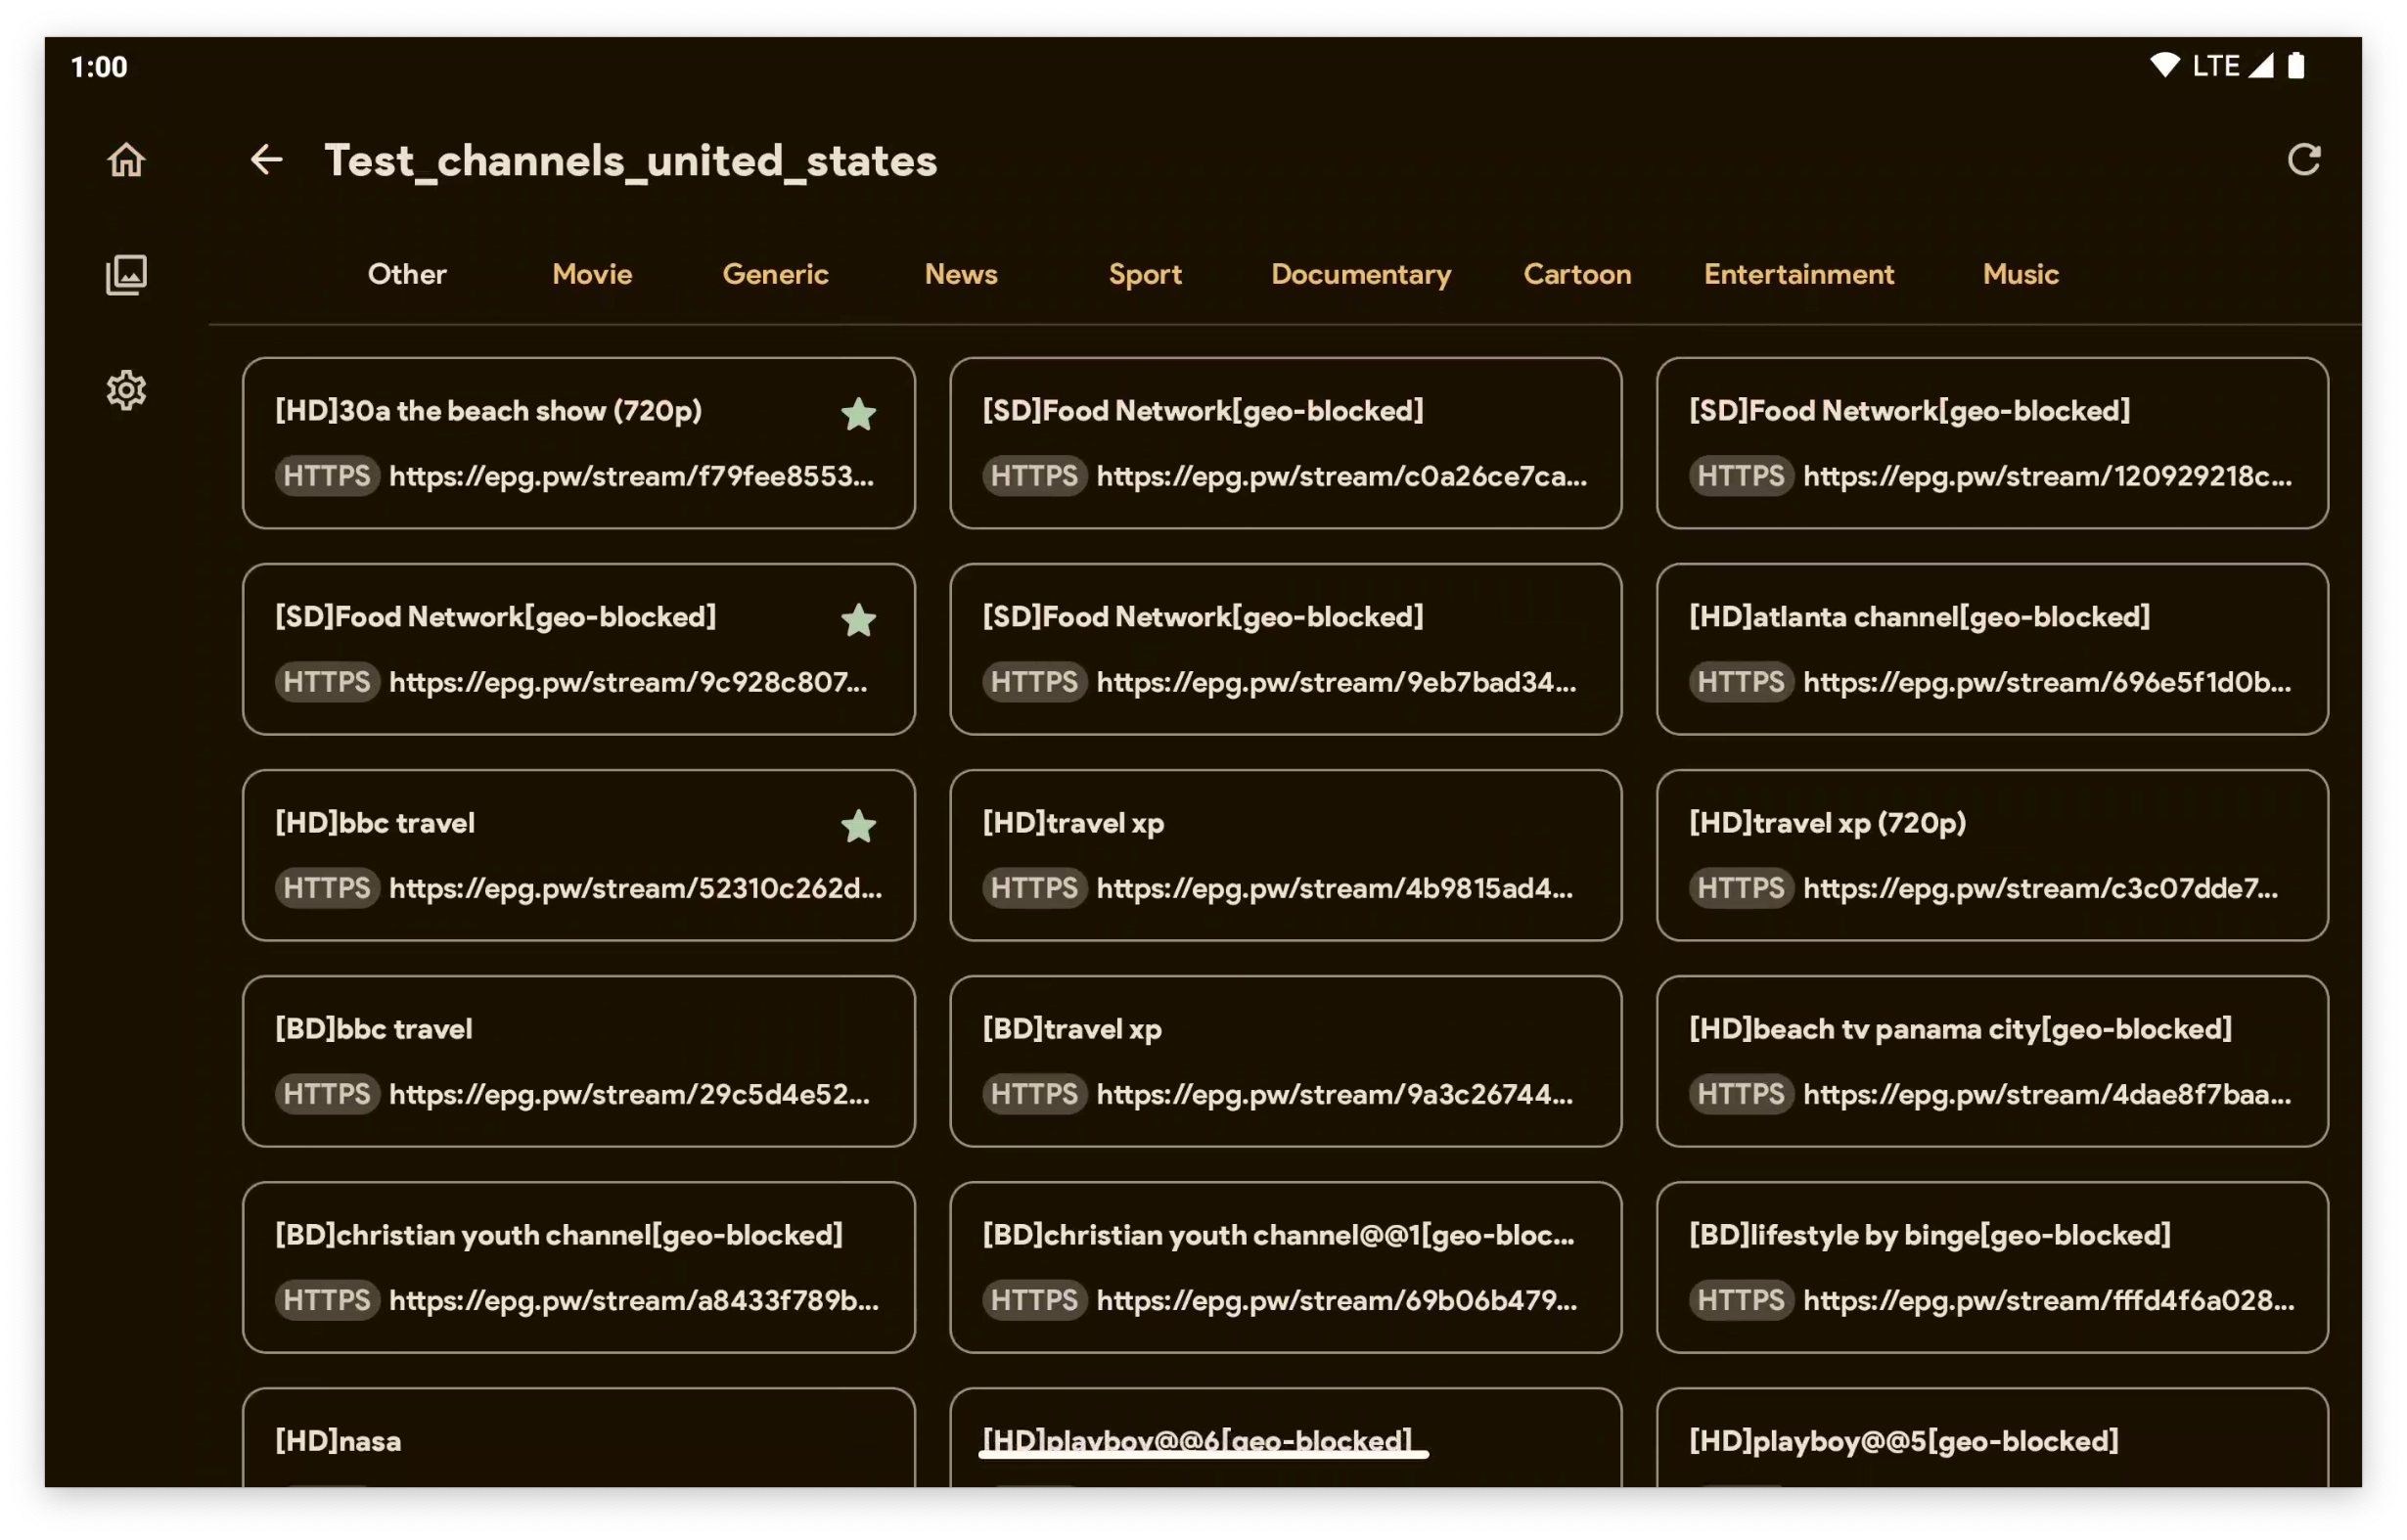 1:00
LTE
Test_channels_united_states
Other Movie Generic News Sport Documentary Cartoon Entertainment Music
[HD]30a the beach show (720p)
HTTPS https://epg.pw/stream/f79fee8553...
[SD]Food Network[geo-blocked]
HTTPS https://epg.pw/stream/c0a26ce7ca...
[SD]Food Network[geo-blocked]
HTTPS https://epg.pw/stream/120929218c...
[SD]Food Network[geo-blocked]
HTTPS https://epg.pw/stream/9c928c807...
[SD]Food Network[geo-blocked]
HTTPS https://epg.pw/stream/9eb7bad34...
[HD]atlanta channel[geo-blocked]
HTTPS https://epg.pw/stream/696e5f1d0b...
[HD]bbc travel
HTTPS https://epg.pw/stream/52310c262d...
[HD]travel xp
HTTPS https://epg.pw/stream/4b9815ad4...
[HD]travel xp (720p)
HTTPS https://epg.pw/stream/c3c07dde7...
[BD]bbc travel
HTTPS https://epg.pw/stream/29c5d4e52...
[BD]travel xp
HTTPS https://epg.pw/stream/9a3c26744...
[HD]beach tv panama city[geo-blocked]
HTTPS https://epg.pw/stream/4dae8f7baa...
[BD]christian youth channel[geo-blocked]
HTTPS https://epg.pw/stream/a8433f789b...
[BD]christian youth channel@@1[geo-bloc...
HTTPS https://epg.pw/stream/69b06b479...
[BD]lifestyle by binge[geo-blocked]
HTTPS https://epg.pw/stream/fffd4f6a028...
[HD]nasa
[HD]playboy@@6[geo-blocked]
[HD]playboy@@5[geo-blocked]